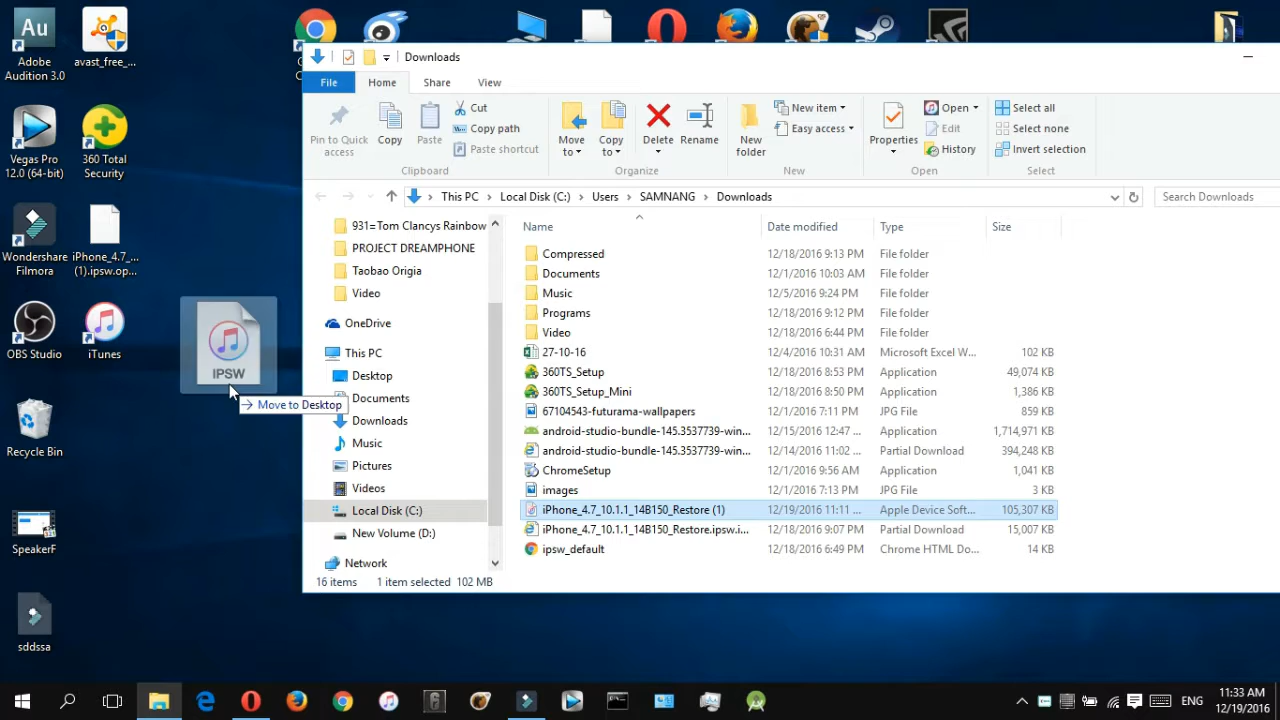 Au
Adobe
Audition 3.0
avast_free_...
Vegas Pro
12.0 (64-bit)
360 Total
Security
Wondershare
Filmora
iPhone_4.7_...
(1).ipsw.op...
OBS Studio
iTunes
Recycle Bin
SpeakerF
sddssa
IPSW
Move to Desktop
Downloads
File
Home
Share
View
Pin to Quick
access
Copy
Paste
Cut
Copy path
Paste shortcut
Clipboard
Move
to
Copy
to
Delete
Rename
Organize
New
folder
New item
Easy access
New
Properties
Open
Edit
History
Open
Select all
Select none
Invert selection
Select
This PC
Local Disk (C:)
Users
SAMNANG
Downloads
Search Downloads
931=Tom Clancys Rainbow
PROJECT DREAMPHONE
Taobao Origia
Video
OneDrive
This PC
Desktop
Documents
Downloads
Music
Pictures
Videos
Local Disk (C:)
New Volume (D:)
Network
Name Date modified Type Size
Compressed 12/18/2016 9:13 PM File folder
Documents 12/1/2016 10:03 AM File folder
Music 12/5/2016 9:24 PM File folder
Programs 12/18/2016 9:12 PM File folder
Video 12/18/2016 6:44 PM File folder
27-10-16 12/4/2016 10:31 AM Microsoft Excel W... 102 KB
360TS_Setup 12/18/2016 8:53 PM Application 49,074 KB
360TS_Setup_Mini 12/18/2016 8:50 PM Application 1,386 KB
67104543-futurama-wallpapers 12/1/2016 7:11 PM JPG File 859 KB
android-studio-bundle-145.3537739-win... 12/15/2016 12:47 ... Application 1,714,971 KB
android-studio-bundle-145.3537739-win... 12/14/2016 11:02 ... Partial Download 394,248 KB
ChromeSetup 12/1/2016 9:56 AM Application 1,041 KB
images 12/1/2016 7:13 PM JPG File 3 KB
iPhone_4.7_10.1.1_14B150_Restore (1) 12/19/2016 11:11 ... Apple Device Soft... 105,307 KB
iPhone_4.7_10.1.1_14B150_Restore.ipsw.i... 12/18/2016 9:07 PM Partial Download 15,007 KB
ipsw_default 12/18/2016 6:49 PM Chrome HTML Do... 14 KB
16 items 1 item selected 102 MB
ENG
11:33 AM
12/19/2016